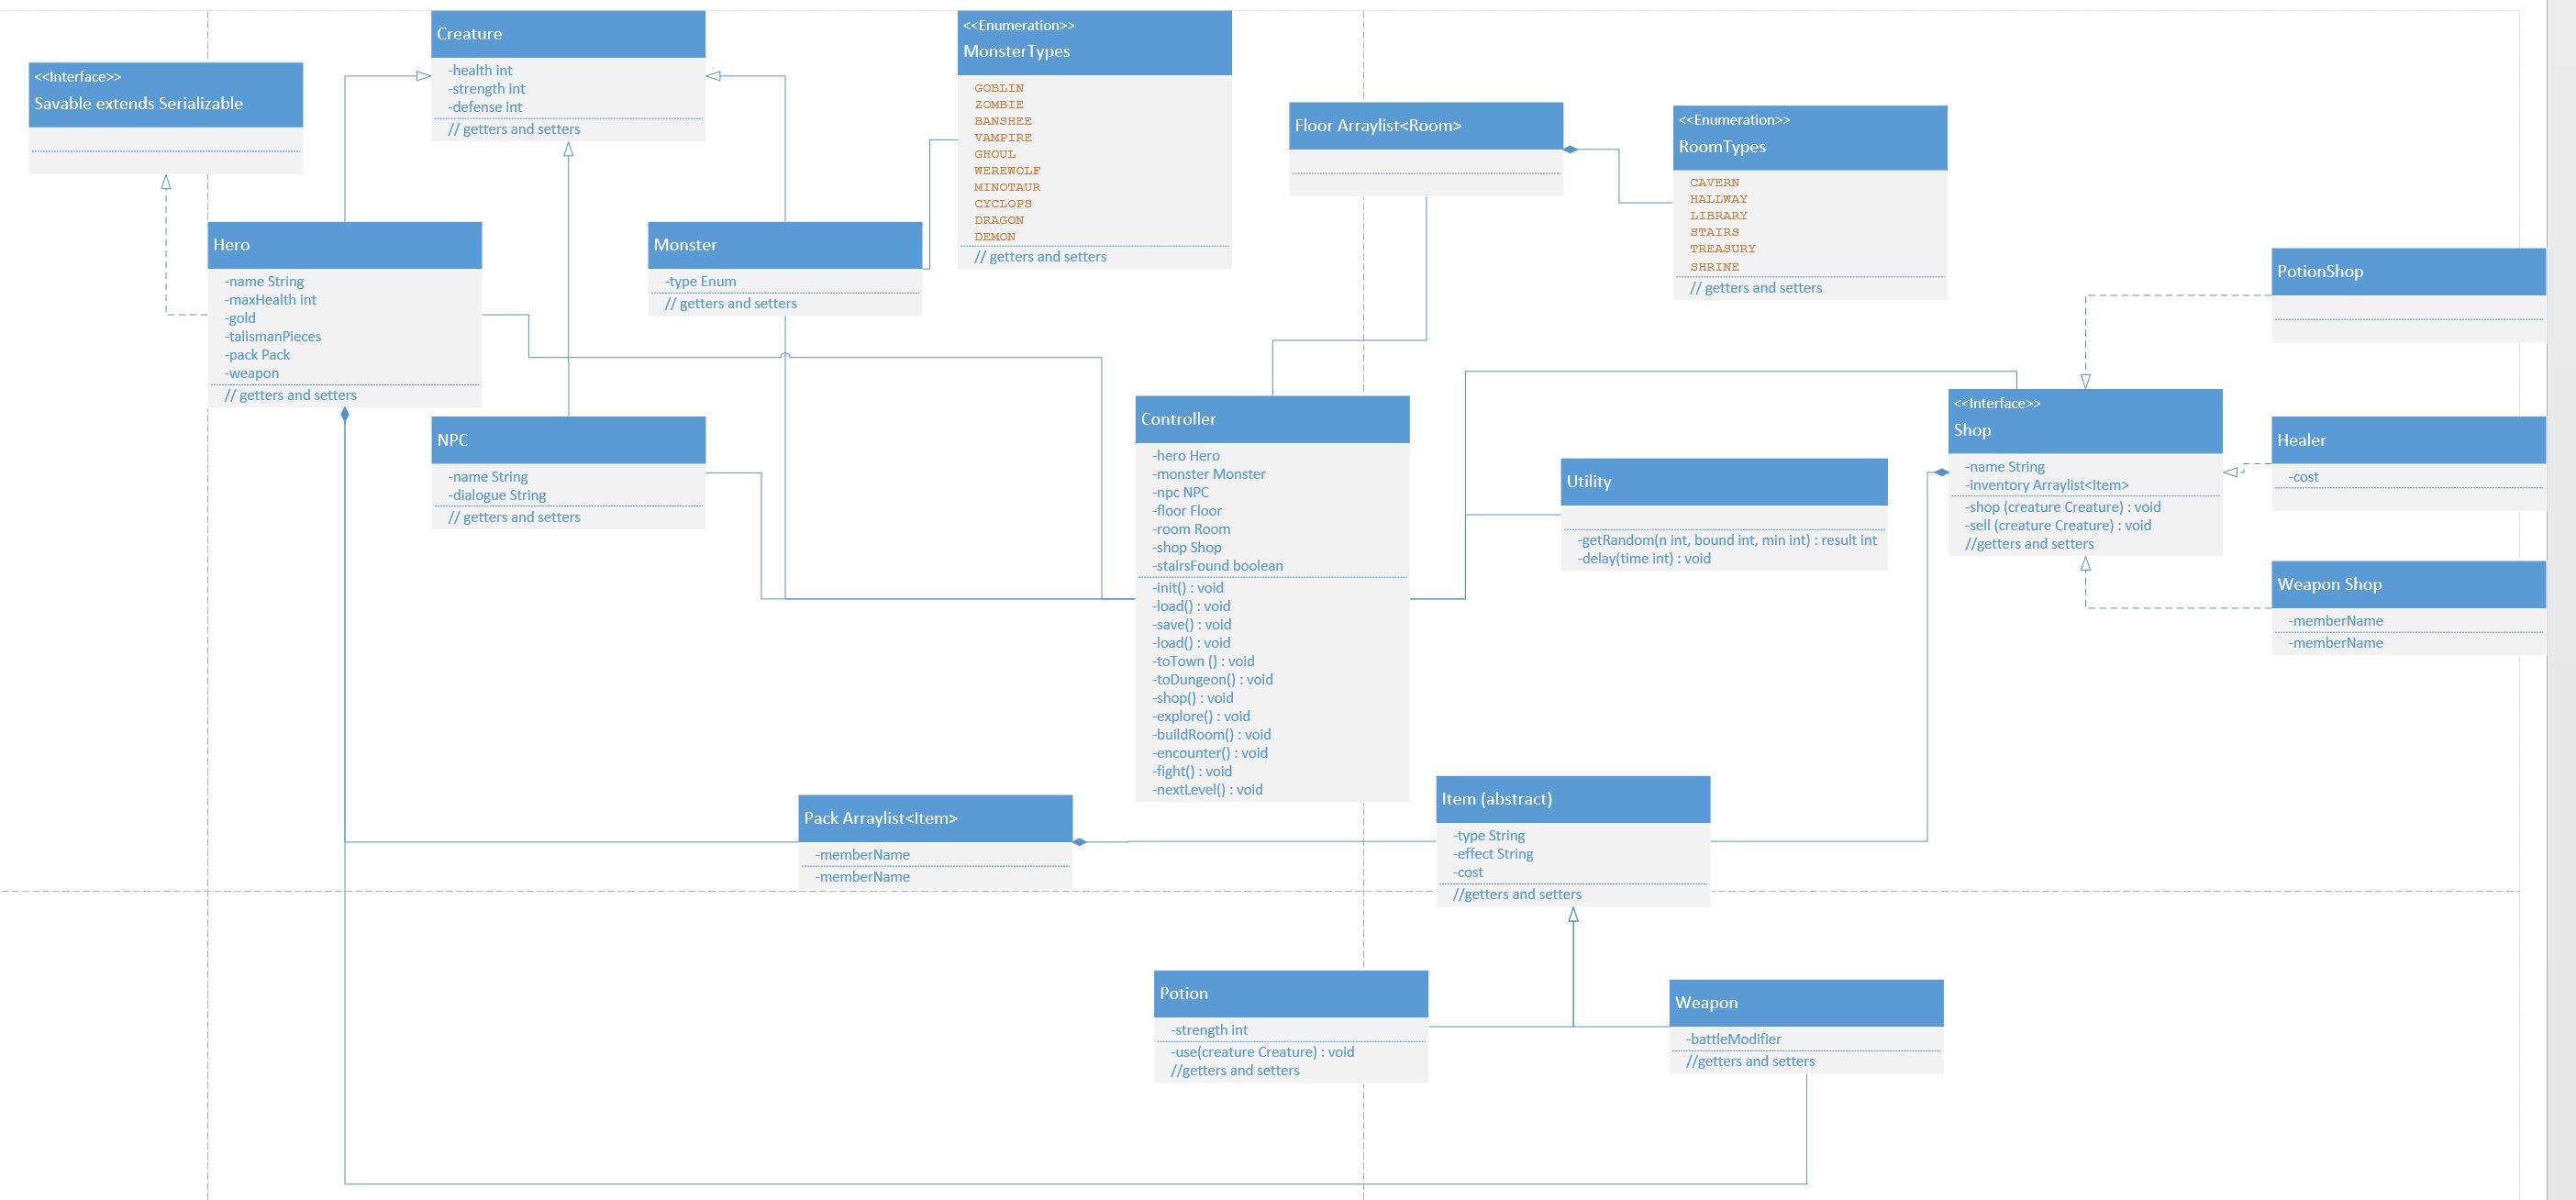 Creature
-health int
-strength int
-defense int
// getters and setters
<<Enumeration>>
MonsterTypes
GOBLIN
ZOMBIE
BANSHEE
VAMPIRE
GHOUL
WEREWOLF
MINOTAUR
CYCLOPS
DRAGON
DEMON
// getters and setters
<<Interface>>
Savable extends Serializable
Floor Arraylist<Room>
<<Enumeration>>
RoomTypes
CAVERN
HALLWAY
LIBRARY
STAIRS
TREASURY
SHRINE
// getters and setters
Hero
-name String
-maxHealth int
-gold
-talismanPieces
-pack Pack
-weapon
// getters and setters
Monster
-type Enum
// getters and setters
PotionShop
NPC
-name String
-dialogue String
// getters and setters
Controller
-hero Hero
-monster Monster
-npc NPC
-floor Floor
-room Room
-shop Shop
-stairsFound boolean
-init() : void
-load() : void
-save() : void
-load() : void
-toTown () : void
-toDungeon() : void
-shop() : void
-explore() : void
-buildRoom() : void
-encounter() : void
-fight() : void
-nextLevel() : void
Utility
-getRandom(n int, bound int, min int) : result int
-delay(time int) : void
<<Interface>>
Shop
-name String
-inventory Arraylist<Item>
-shop (creature Creature) : void
-sell (creature Creature) : void
//getters and setters
Healer
-cost
Weapon Shop
-memberName
-memberName
Pack Arraylist<Item>
-memberName
-memberName
Item (abstract)
-type String
-effect String
-cost
//getters and setters
Potion
-strength int
-use(creature Creature) : void
//getters and setters
Weapon
-battleModifier
//getters and setters